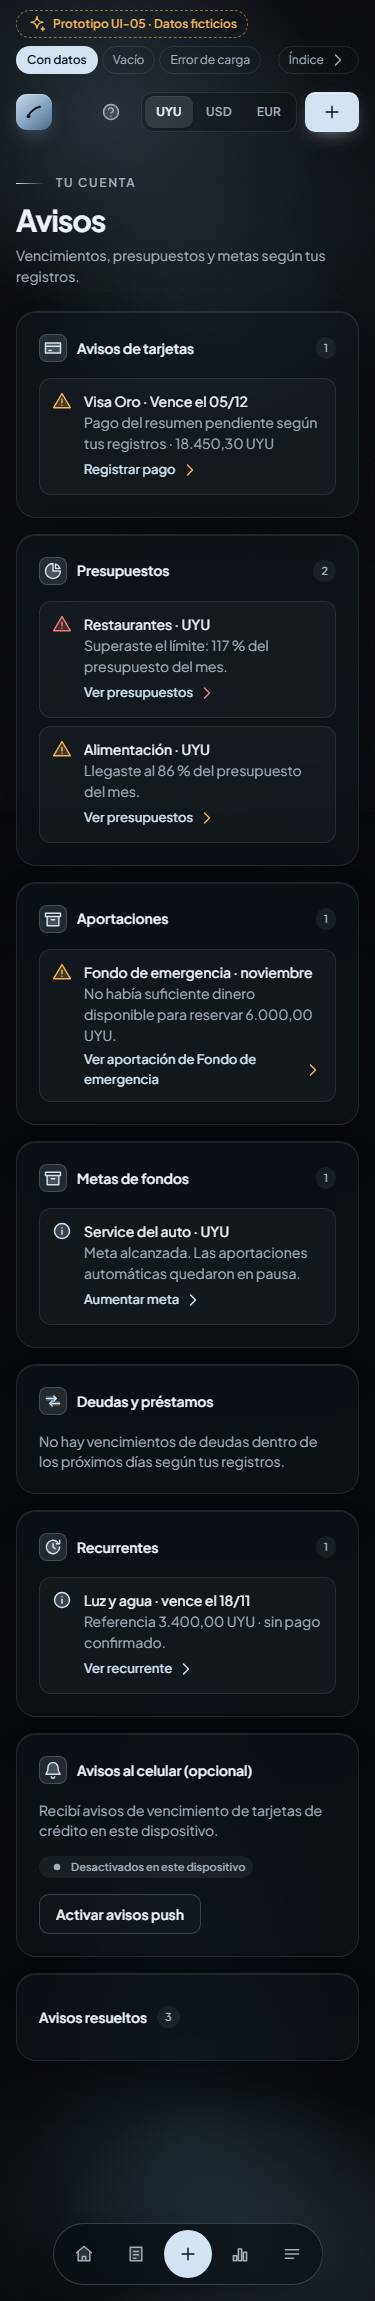 Prototipo UI-05 · Datos ficticios
Con datos
Vacío
Error de carga
Índice
UYU
USD
EUR
TU CUENTA
Avisos
Vencimientos, presupuestos y metas según tus
registros.
Avisos de tarjetas
1
Visa Oro · Vence el 05/12
Pago del resumen pendiente según
tus registros · 18.450,30 UYU
Registrar pago
Presupuestos
2
Restaurantes · UYU
Superaste el límite: 117 % del
presupuesto del mes.
Ver presupuestos
Alimentación · UYU
Llegaste al 86 % del presupuesto
del mes.
Ver presupuestos
Aportaciones
1
Fondo de emergencia · noviembre
No había suficiente dinero
disponible para reservar 6.000,00
UYU.
Ver aportación de Fondo de
emergencia
Metas de fondos
1
Service del auto · UYU
Meta alcanzada. Las aportaciones
automáticas quedaron en pausa.
Aumentar meta
Deudas y préstamos
No hay vencimientos de deudas dentro de
los próximos días según tus registros.
Recurrentes
1
Luz y agua · vence el 18/11
Referencia 3.400,00 UYU · sin pago
confirmado.
Ver recurrente
Avisos al celular (opcional)
Recibí avisos de vencimiento de tarjetas de
crédito en este dispositivo.
Desactivados en este dispositivo
Activar avisos push
Avisos resueltos
3